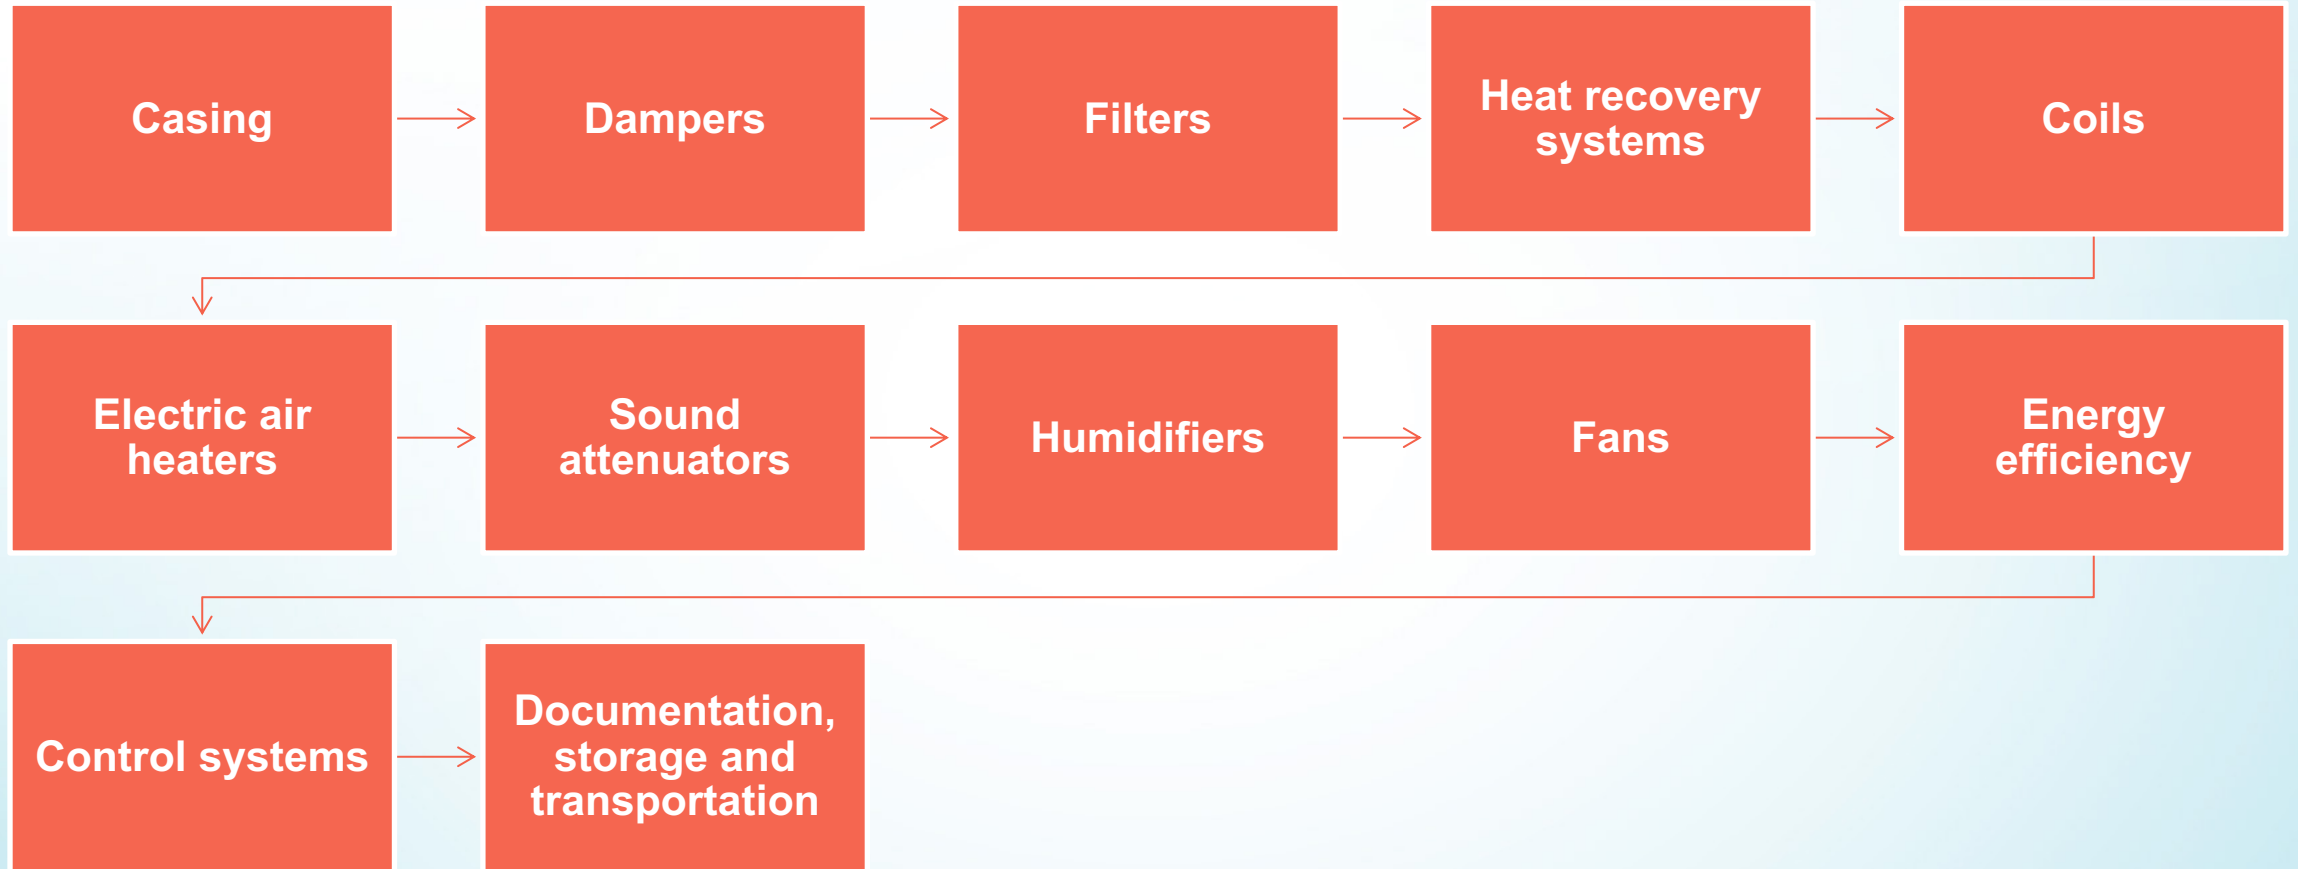 Casing
Dampers
Filters
Heat recovery
systems
Coils
Electric air
heaters
Sound
attenuators
Humidifiers
Fans
Energy
efficiency
Control systems
Documentation,
storage and
transportation